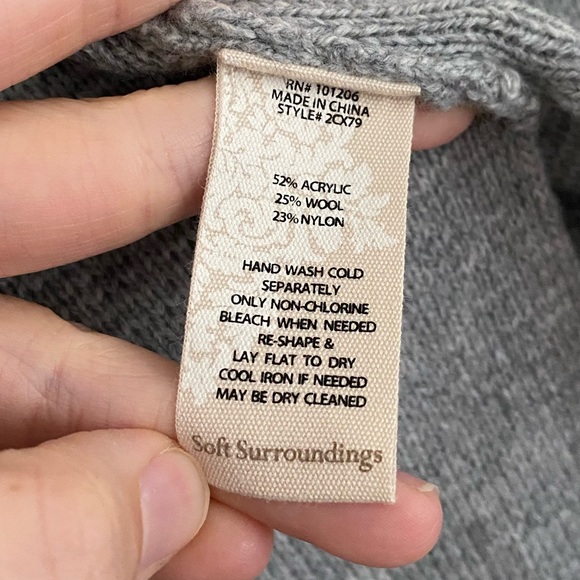 RN# 101206
MADE IN CHINA
STYLE# 2CX79
52% ACRYLIC
25% WOOL
23% NYLON
HAND WASH COLD
SEPARATELY
ONLY NON-CHLORINE
BLEACH WHEN NEEDED
RE-SHAPE &
LAY FLAT TO DRY
COOL IRON IF NEEDED
MAY BE DRY CLEANED
Soft Surroundings